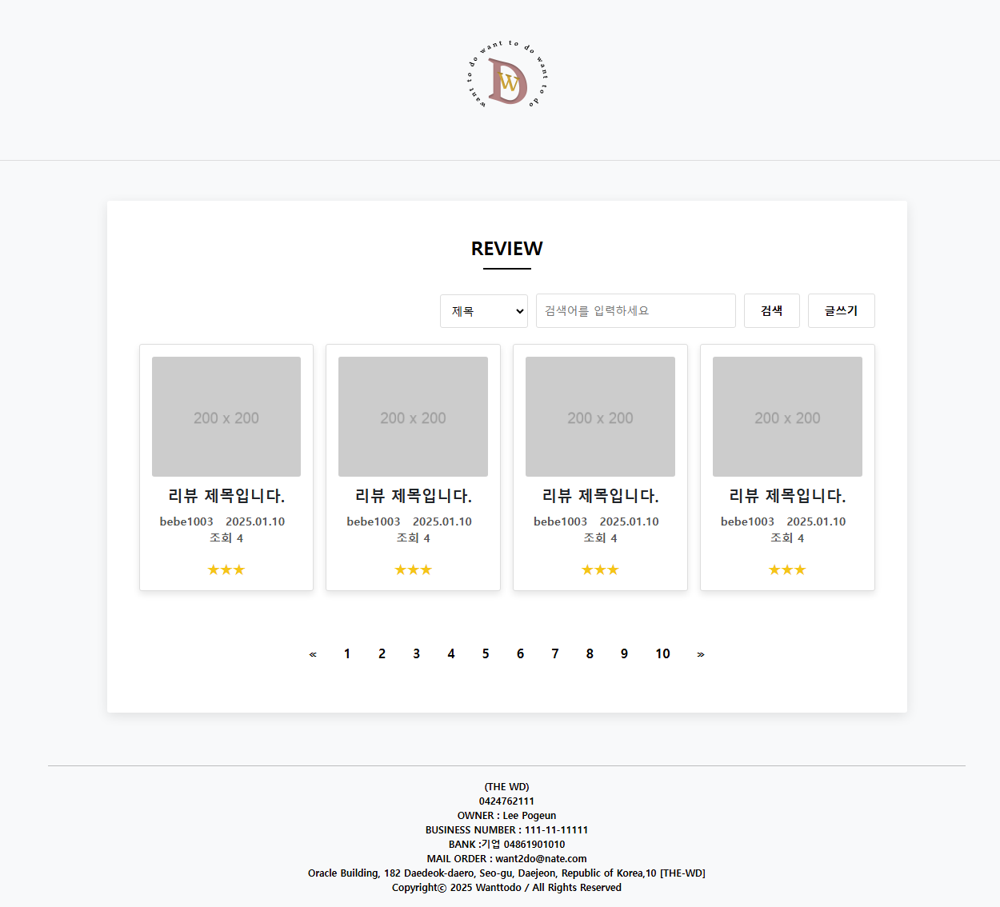 want to do want to do want to do want to do
D
W
REVIEW
제목
검색어를 입력하세요
검색
글쓰기
200 x 200
200 x 200
200 x 200
200 x 200
리뷰 제목입니다.
리뷰 제목입니다.
리뷰 제목입니다.
리뷰 제목입니다.
bebe1003 2025.01.10
조회 4
bebe1003 2025.01.10
조회 4
bebe1003 2025.01.10
조회 4
bebe1003 2025.01.10
조회 4
★★★
★★★
★★★
★★★
« 1 2 3 4 5 6 7 8 9 10 »
(THE WD)
0424762111
OWNER : Lee Pogeun
BUSINESS NUMBER : 111-11-11111
BANK :기업 04861901010
MAIL ORDER : want2do@nate.com
Oracle Building, 182 Daedeok-daero, Seo-gu, Daejeon, Republic of Korea,10 [THE-WD]
Copyright© 2025 Wanttodo / All Rights Reserved